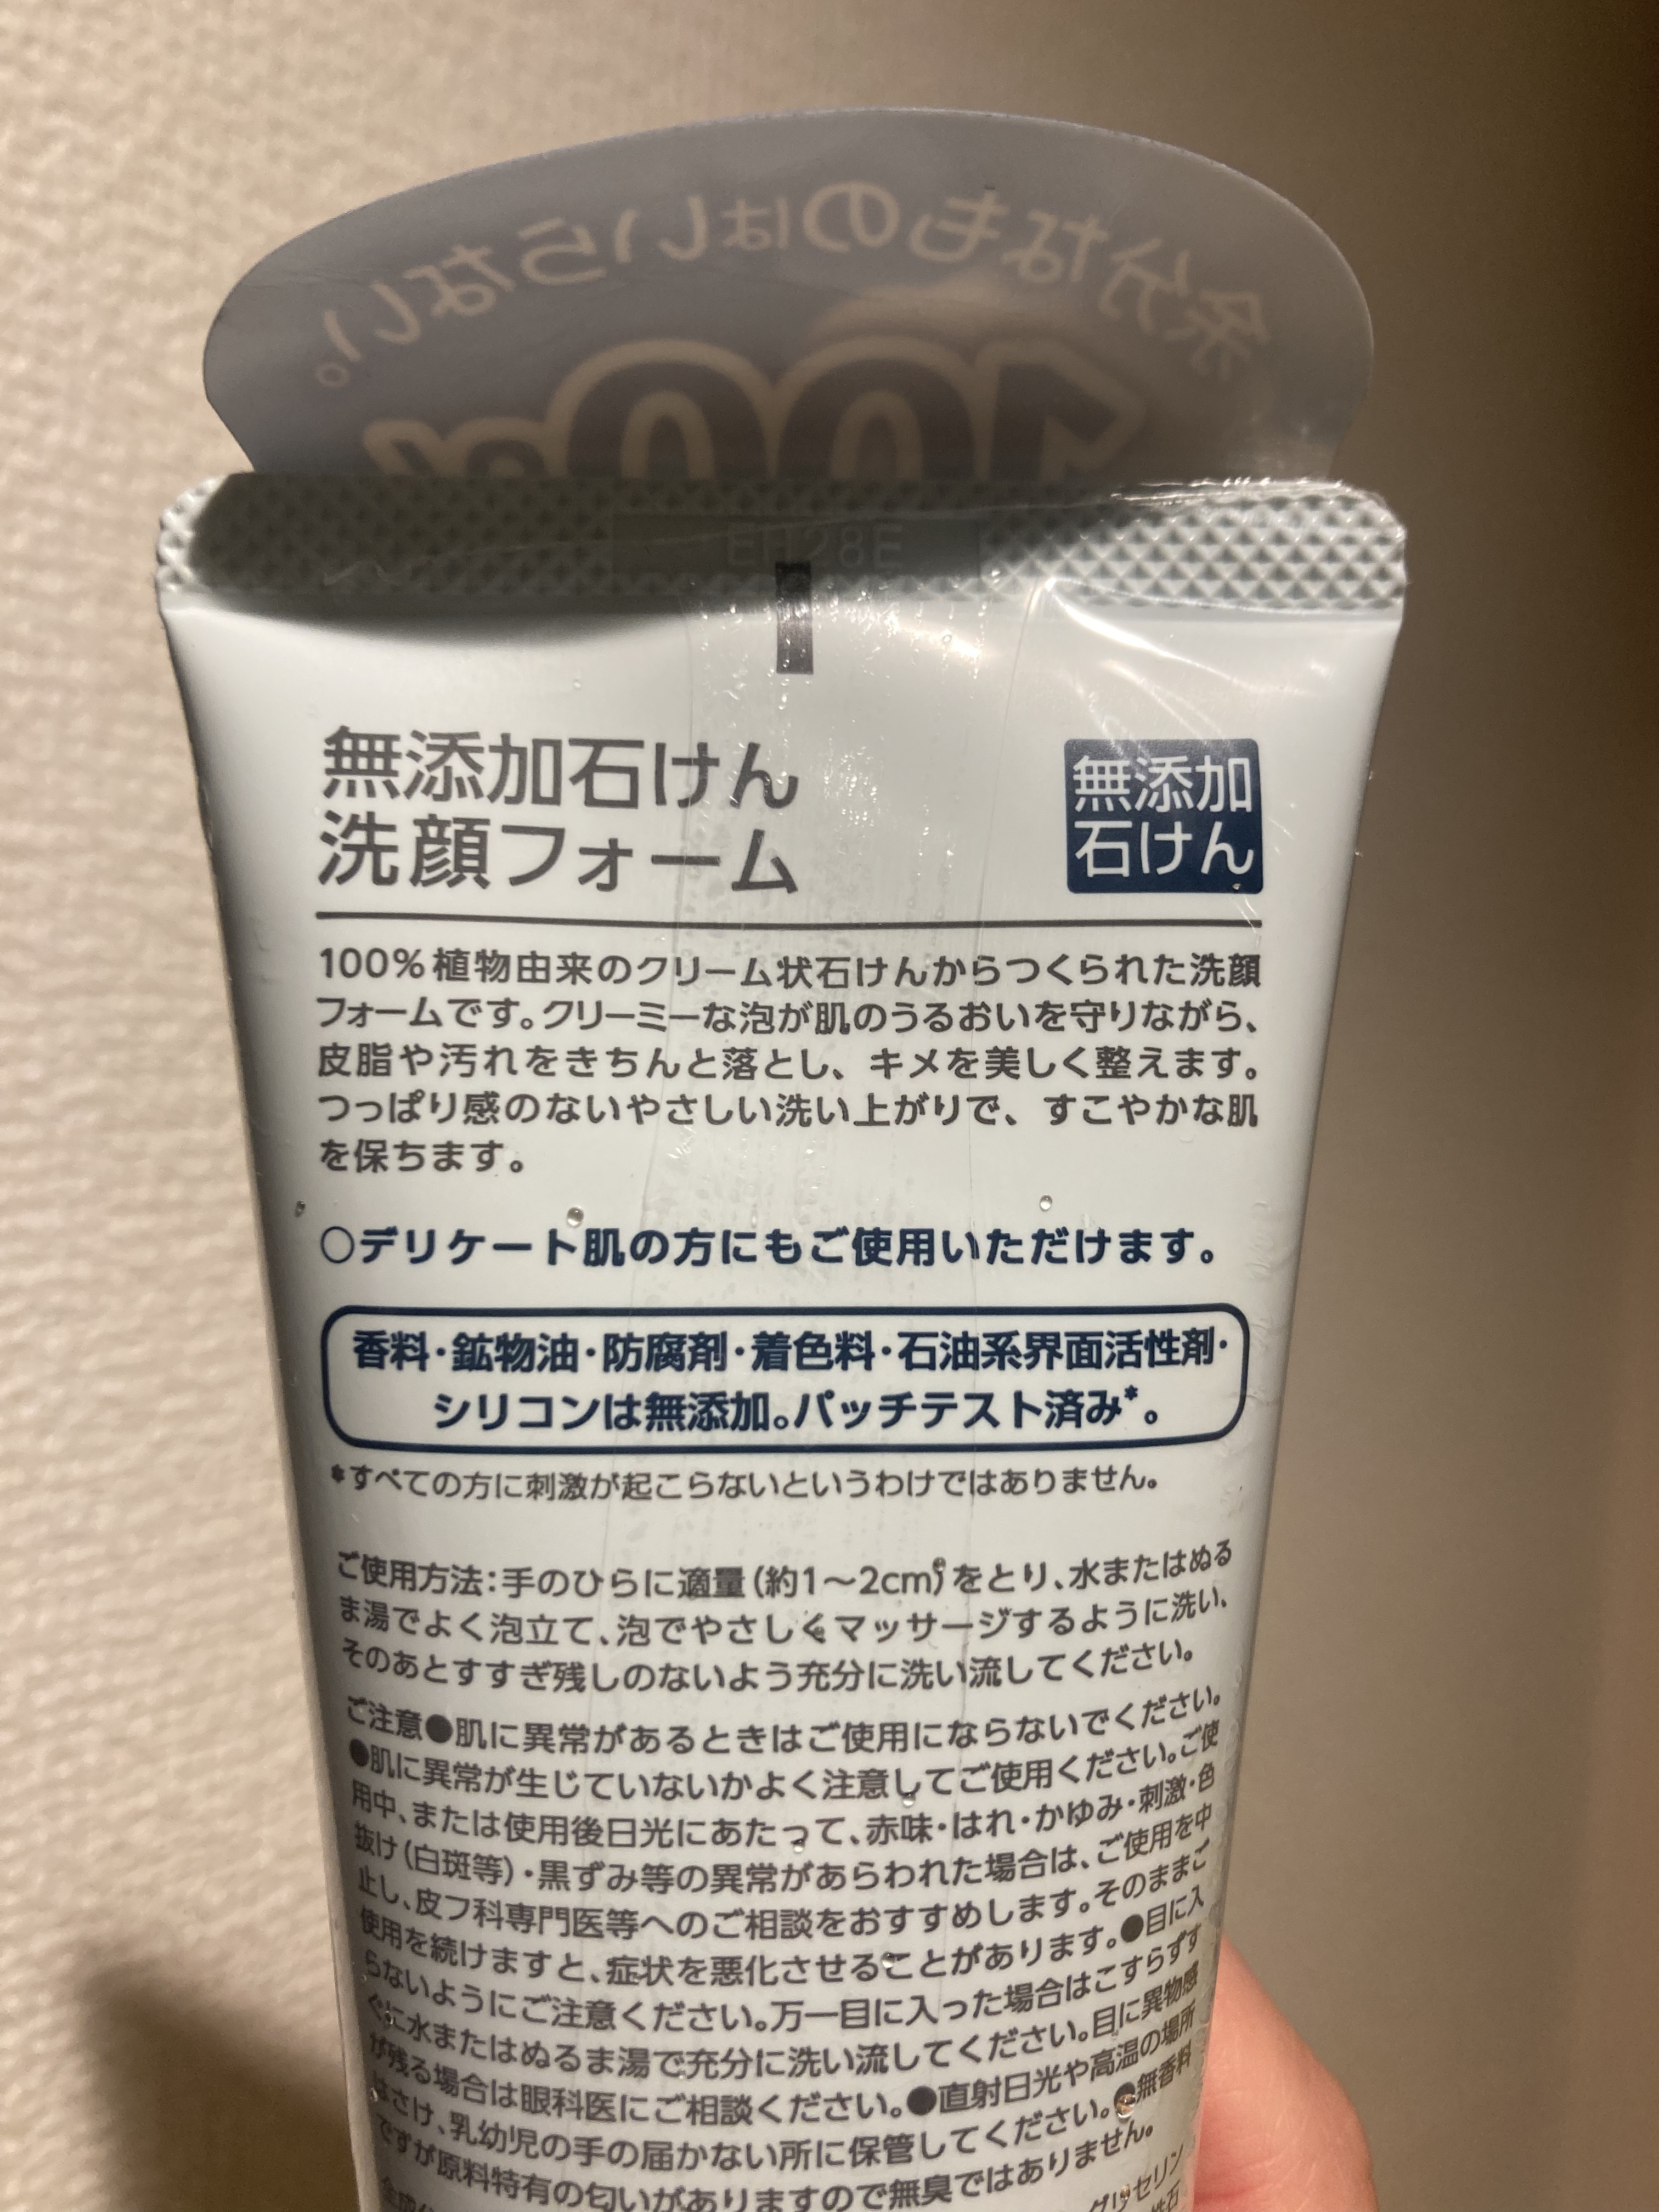 余分なものはいらない。
100
EH28E
無添加石けん
洗顔フォーム
無添加
石けん
100%植物由来のクリーム状石けんからつくられた洗顔
フォームです。クリーミーな泡が肌のうるおいを守りながら、
皮脂や汚れをきちんと落とし、キメを美しく整えます。
つっぱり感のないやさしい洗い上がりで、すこやかな肌
を保ちます。
○デリケート肌の方にもご使用いただけます。
香料・鉱物油・防腐剤・着色料・石油系界面活性剤・
シリコンは無添加。パッチテスト済み*。
*すべての方に刺激が起こらないというわけではありません。
ご使用方法：手のひらに適量(約1～2cm)をとり、水またはぬる
ま湯でよく泡立て、泡でやさしくマッサージするように洗い、
そのあとすすぎ残しのないよう充分に洗い流してください。
ご注意●肌に異常があるときはご使用にならないでください。
●肌に異常が生じていないかよく注意してご使用ください。ご使
用中、または使用後日光にあたって、赤味・はれ・かゆみ・刺激・色
抜け(白斑等)・黒ずみ等の異常があらわれた場合は、ご使用を中
止し、皮フ科専門医等へのご相談をおすすめします。そのままご
使用を続けますと、症状を悪化させることがあります。●目に入
らないようにご注意ください。万一目に入った場合はこすらずす
ぐに水またはぬるま湯で充分に洗い流してください。目に異物感
が残る場合は眼科医にご相談ください。●直射日光や高温の場所
はさけ、乳幼児の手の届かない所に保管してください。●無香料
ですが原料特有の匂いがありますので無臭ではありません。
グリセリン